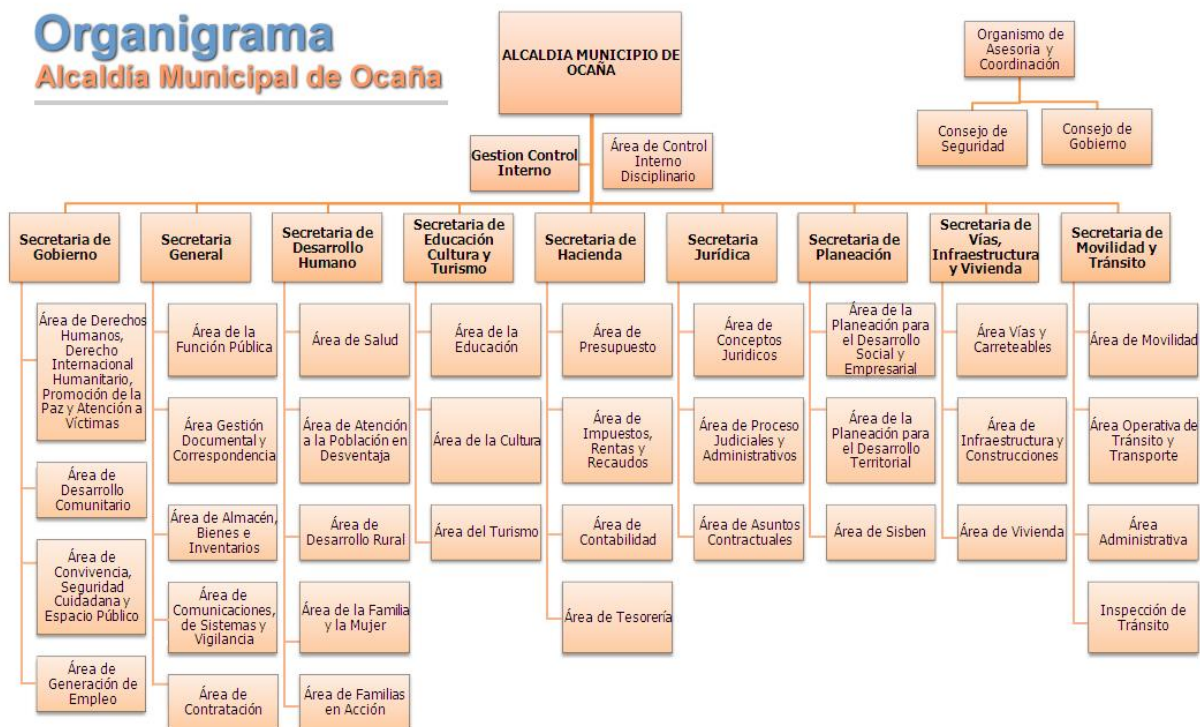 Organigrama
Alcaldía Municipal de Ocaña
ALCALDIA MUNICIPIO DE
OCAÑA
Organismo de
Asesoria y
Coordinación
Consejo de
Seguridad
Consejo de
Gobierno
Gestion Control
Interno
Área de Control
Interno
Disciplinario
Secretaria de
Gobierno
Secretaria
General
Secretaria de
Desarrollo
Humano
Secretaria de
Educación
Cultura y
Turismo
Secretaria de
Hacienda
Secretaria
Jurídica
Secretaria de
Planeación
Secretaria de
Vías,
Infraestructura
y Vivienda
Secretaria de
Movilidad y
Tránsito
Área de Derechos
Humanos,
Derecho
Internacional
Humanitario,
Promoción de la
Paz y Atención a
Víctimas
Área de
Desarrollo
Comunitario
Área de
Convivencia,
Seguridad
Cuidadana y
Espacio Público
Área de
Generación de
Empleo
Área de la
Función Pública
Área Gestión
Documental y
Correspondencia
Área de Almacén,
Bienes e
Inventarios
Área de
Comunicaciones,
de Sistemas y
Vigilancia
Área de
Contratación
Área de Salud
Área de Atención
a la Población en
Desventaja
Área de
Desarrollo Rural
Área de la Familia
y la Mujer
Área de Familias
en Acción
Área de la
Educación
Área de la Cultura
Área del Turismo
Área de
Presupuesto
Área de
Impuestos,
Rentas y
Recaudos
Área de
Contabilidad
Área de Tesorería
Área de
Conceptos
Juridicos
Área de Proceso
Judiciales y
Administrativos
Área de Asuntos
Contractuales
Área de la
Planeación para
el Desarrollo
Social y
Empresarial
Área de la
Planeación para
el Desarrollo
Territorial
Área de Sisben
Área Vías y
Carreteables
Área de
Infraestructura y
Construcciones
Área de Vivienda
Área de Movilidad
Área Operativa de
Tránsito y
Transporte
Área
Administrativa
Inspección de
Tránsito